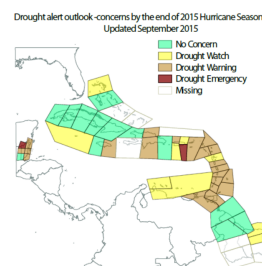 Drought alert outlook -concerns by the end of 2015 Hurricane Season
Updated September 2015
No Concern
Drought Watch
Drought Warning
Drought Emergency
Missing